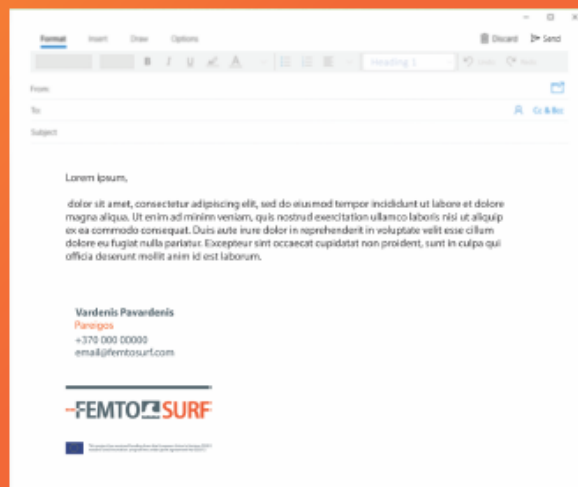 Format Insert Draw Options Discard Send
B I U A Heading 1
From:
To: Cc & Bcc
Subject
Lorem ipsum,
dolor sit amet, consectetur adipiscing elit, sed do eiusmod tempor incididunt ut labore et dolore
magna aliqua. Ut enim ad minim veniam, quis nostrud exercitation ullamco laboris nisi ut aliquip
ex ea commodo consequat. Duis aute irure dolor in reprehenderit in voluptate velit esse cillum
dolore eu fugiat nulla pariatur. Excepteur sint occaecat cupidatat non proident, sunt in culpa qui
officia deserunt mollit anim id est laborum.
Vardenis Pavardenis
Pareigos
+370 000 00000
email@femtosurf.com
FEMTO SURF